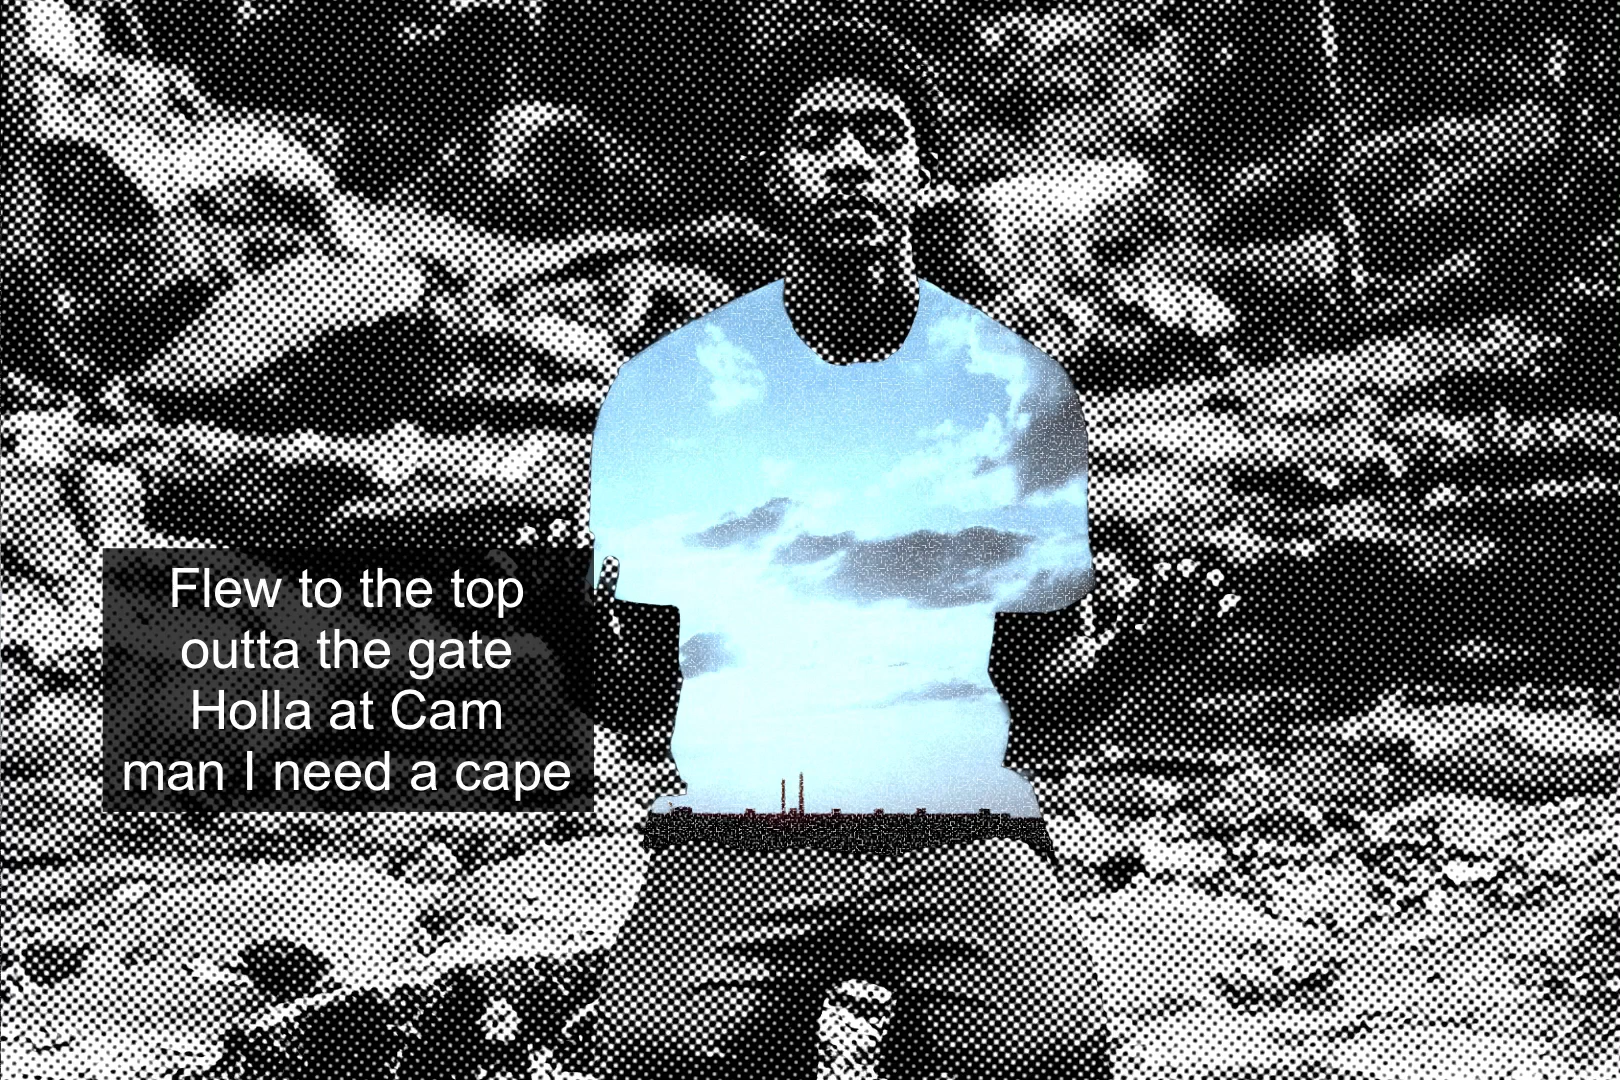 Flew to the top
outta the gate
Holla at Cam
man I need a cape